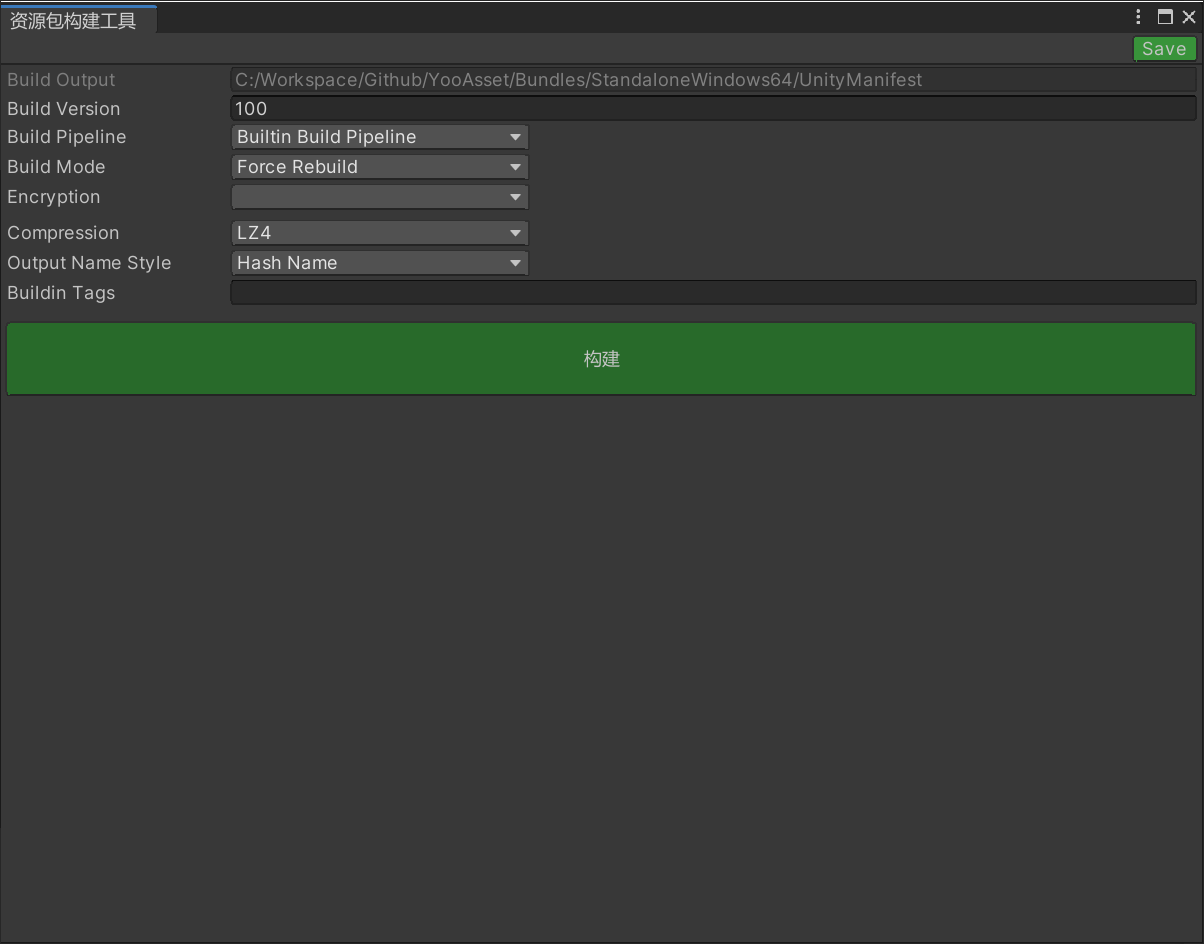 资源包构建工具
Save
Build Output C:/Workspace/Github/YooAsset/Bundles/StandaloneWindows64/UnityManifest
Build Version 100
Build Pipeline Builtin Build Pipeline
Build Mode Force Rebuild
Encryption
Compression LZ4
Output Name Style Hash Name
Buildin Tags
构建